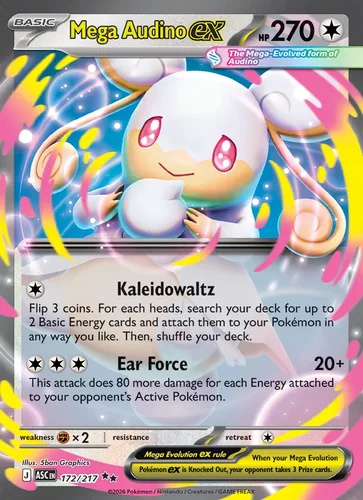 BASIC
Mega Audino ex
HP 270
The Mega-Evolved form of
Audino
Kaleidowaltz
Flip 3 coins. For each heads, search your deck for up to
2 Basic Energy cards and attach them to your Pokémon in
any way you like. Then, shuffle your deck.
Ear Force 20+
This attack does 80 more damage for each Energy attached
to your opponent's Active Pokémon.
weakness ×2 resistance retreat
Illus. 5ban Graphics
Mega Evolution ex rule When your Mega Evolution
Pokémon ex is Knocked Out, your opponent takes 3 Prize cards.
J ASC EN 172/217
©2026 Pokémon / Nintendo / Creatures / GAME FREAK